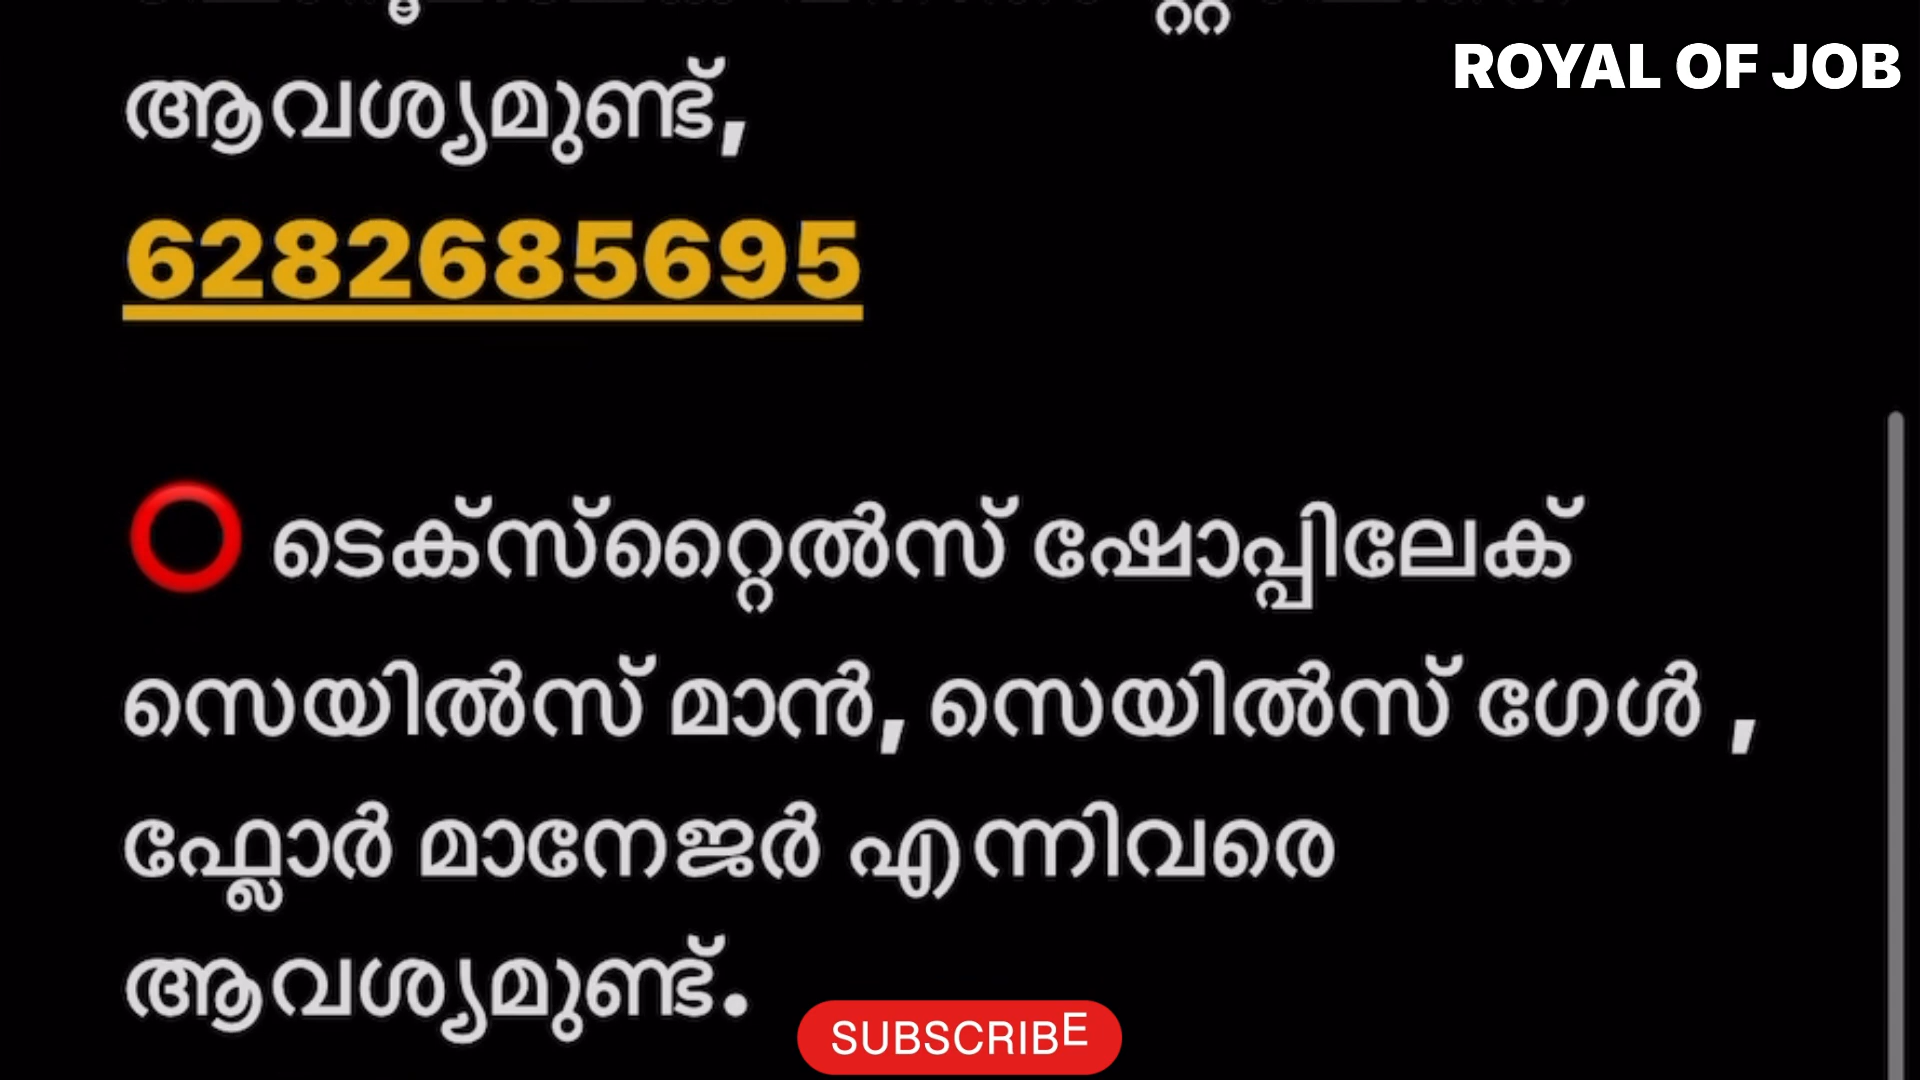 ROYAL OF JOB
ആവശ്യമുണ്ട്,
6282685695
ടെക്സ്റ്റൈൽസ് ഷോപ്പിലേക്
സെയിൽസ് മാൻ, സെയിൽസ് ഗേൾ ,
ഫ്ലോർ മാനേജർ എന്നിവരെ
ആവശ്യമുണ്ട്.
SUBSCRIBE